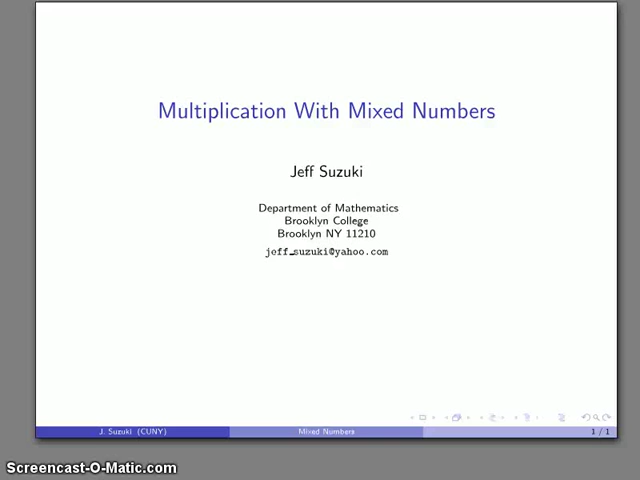 Multiplication With Mixed Numbers
Jeff Suzuki
Department of Mathematics
Brooklyn College
Brooklyn NY 11210
jeff_suzuki@yahoo.com
J. Suzuki (CUNY) Mixed Numbers 1 / 1
Screencast-O-Matic.com